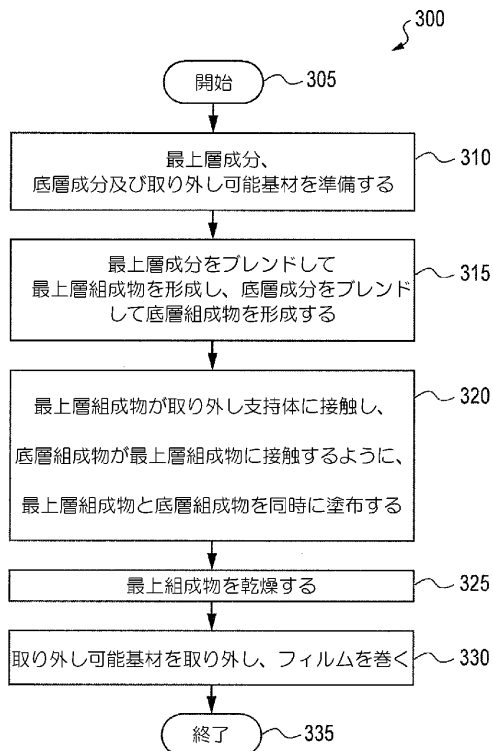 300
開始
305
最上層成分、
底層成分及び取り外し可能基材を準備する
310
最上層成分をブレンドして
最上層組成物を形成し、底層成分をブレンド
して底層組成物を形成する
315
最上層組成物が取り外し支持体に接触し、
底層組成物が最上層組成物に接触するように、
最上層組成物と底層組成物を同時に塗布する
320
最上組成物を乾燥する
325
取り外し可能基材を取り外し、フィルムを巻く
330
終了
335